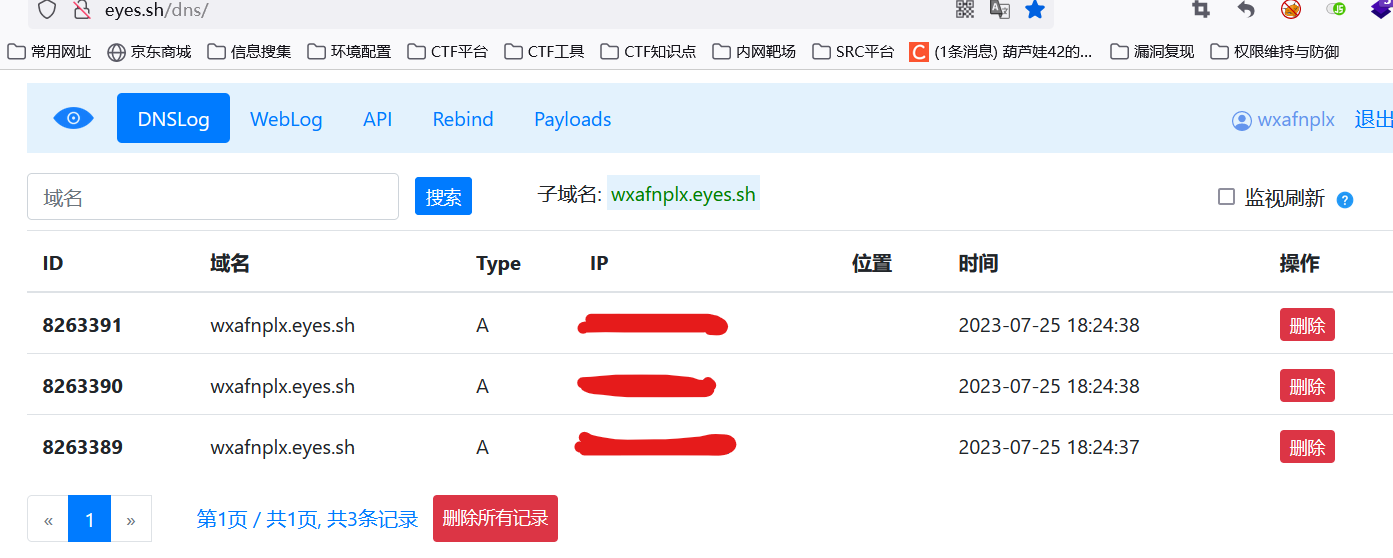 eyes.sh/dns/
常用网址 京东商城 信息搜集 环境配置 CTF平台 CTF工具 CTF知识点 内网靶场 SRC平台 C (1条消息) 葫芦娃42的... 漏洞复现 权限维持与防御
DNSLog WebLog API Rebind Payloads wxafnplx 退出
域名 搜索 子域名: wxafnplx.eyes.sh 监视刷新 ?
ID 域名 Type IP 位置 时间 操作
8263391 wxafnplx.eyes.sh A 2023-07-25 18:24:38 删除
8263390 wxafnplx.eyes.sh A 2023-07-25 18:24:38 删除
8263389 wxafnplx.eyes.sh A 2023-07-25 18:24:37 删除
« 1 » 第1页 / 共1页, 共3条记录 删除所有记录